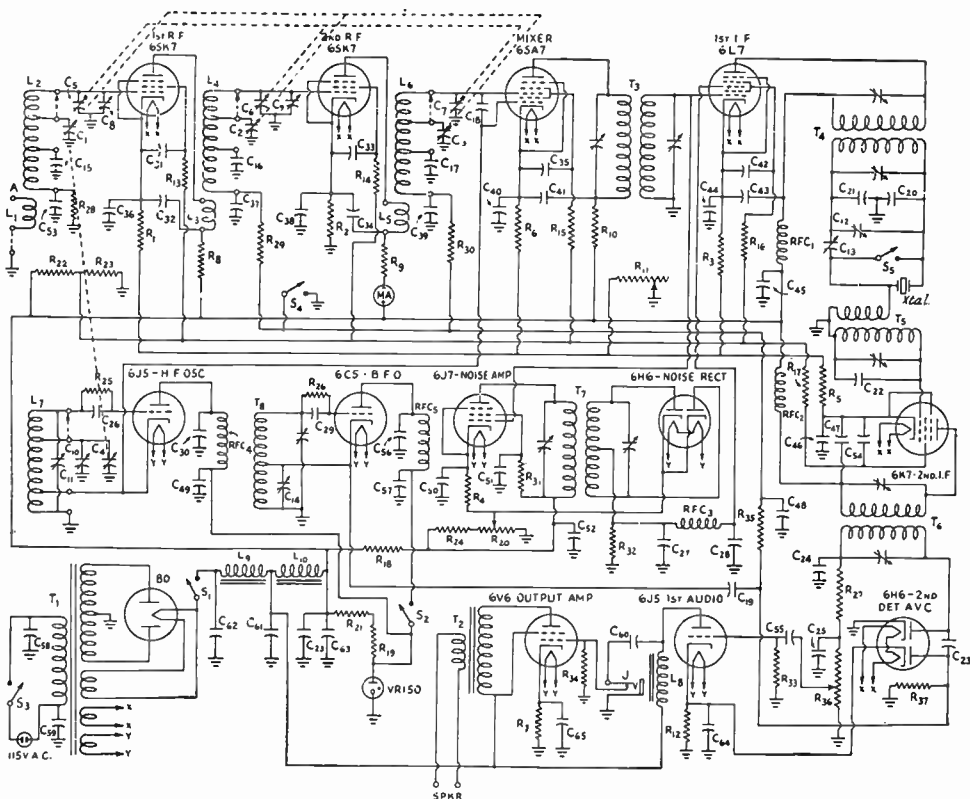 1ST RF
6SK7
2ND RF
6SK7
MIXER
6SA7
1ST I F
6L7
L2
C5
C8
C1
C15
A
L1
C53
R28
C36
R1
C31
C32
R13
L4
C6
C9
C2
C16
L3
R8
C37
R29
C38
R2
C33
C34
R14
L5
R9
MA
S4
L6
C7
C18
C3
C17
C39
R30
C40
C35
C41
R6
R15
R10
T3
R11
C44
C42
C43
R3
R16
RFC1
C45
T4
C21
C20
C12
C13
S5
Xtal.
T5
R22
R23
R25
C26
L7
C11
C10
C4
6J5-H F OSC
C30
C49
RFC4
T8
R26
C29
C14
6C5-BFO
C56
RFC5
C57
6J7-NOISE AMP
C50
R4
C51
R31
T7
6H6-NOISE RECT
R17
R5
RFC2
C46
C47
C54
C22
6K7-2ND.I.F
T6
R24
R20
C52
R32
C27
RFC3
C28
R35
C48
C24
R18
C19
T1
80
S1
L9
L10
C58
S3
C59
115V A C.
X
X
Y
Y
C62
C61
C23
C63
R21
R19
VR150
S2
T2
SPKR
6V6 OUTPUT AMP
R7
C65
R34
J
C60
L8
6J5 1ST AUDIO
R12
C64
C55
R33
C25
R27
R36
6H6-2ND
DET AVC
C23
R37